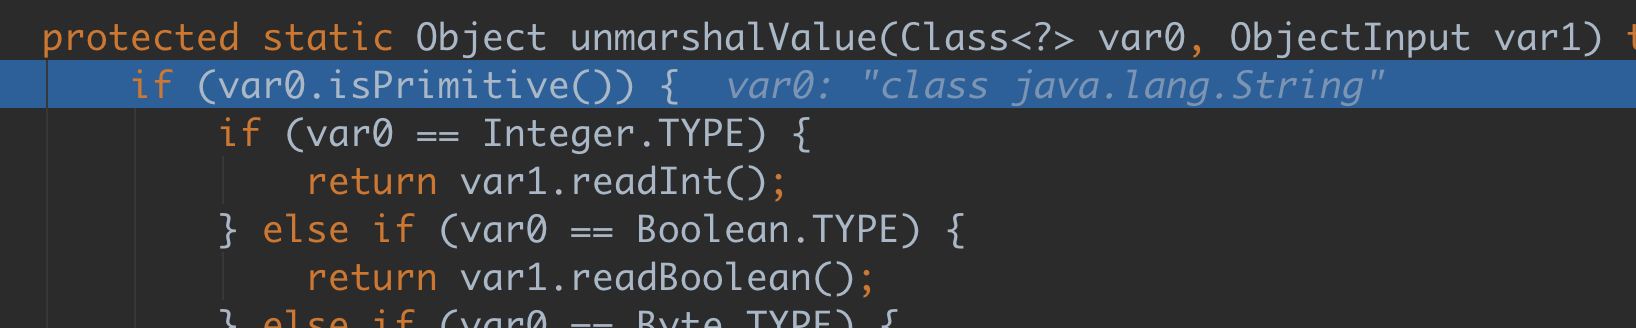 protected static Object unmarshalValue(Class<?> var0, ObjectInput var1) t
if (var0.isPrimitive()) { var0: "class java.lang.String"
if (var0 == Integer.TYPE) {
return var1.readInt();
} else if (var0 == Boolean.TYPE) {
return var1.readBoolean();
} else if (var0 == Byte.TYPE) {